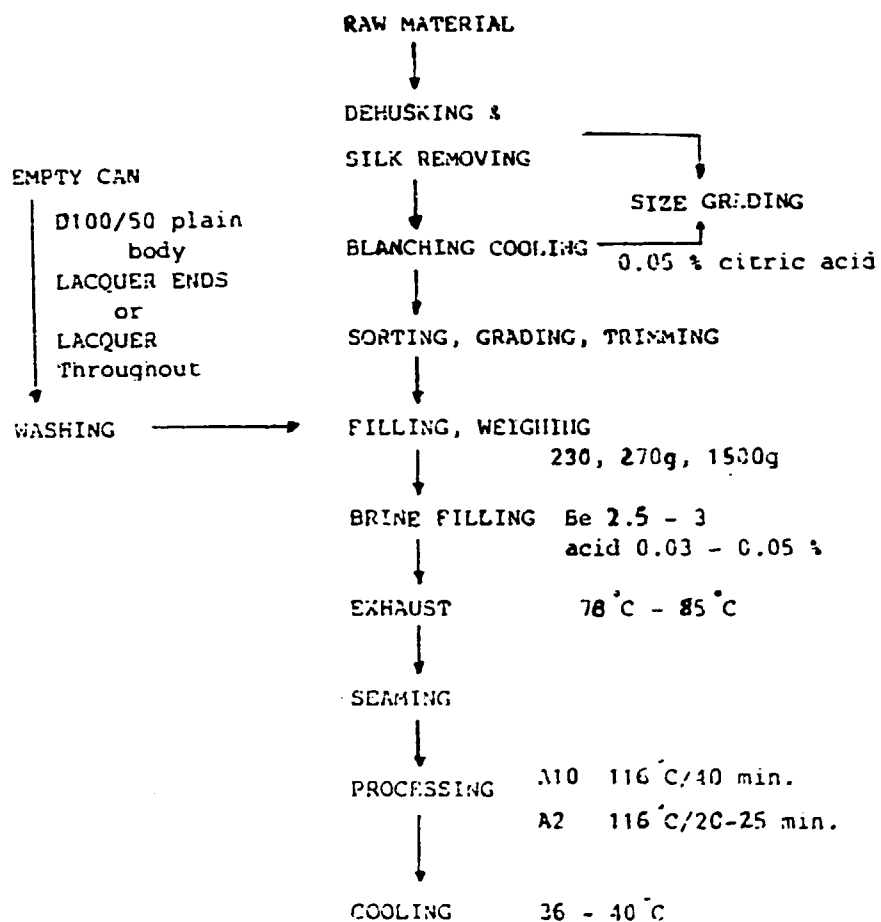 RAW MATERIAL
DEHUSKING &
SILK REMOVING
EMPTY CAN
D100/50 plain
body
LACQUER ENDS
or
LACQUER
Throughout
SIZE GRADING
BLANCHING COOLING
0.05 % citric acid
SORTING, GRADING, TRIMMING
WASHING
FILLING, WEIGHING
230, 270g, 1500g
BRINE FILLING Be 2.5 - 3
acid 0.03 - 0.05 %
EXHAUST 78°C - 85°C
SEAMING
PROCESSING A10 116°C/40 min.
A2 116°C/20-25 min.
COOLING 36 - 40°C